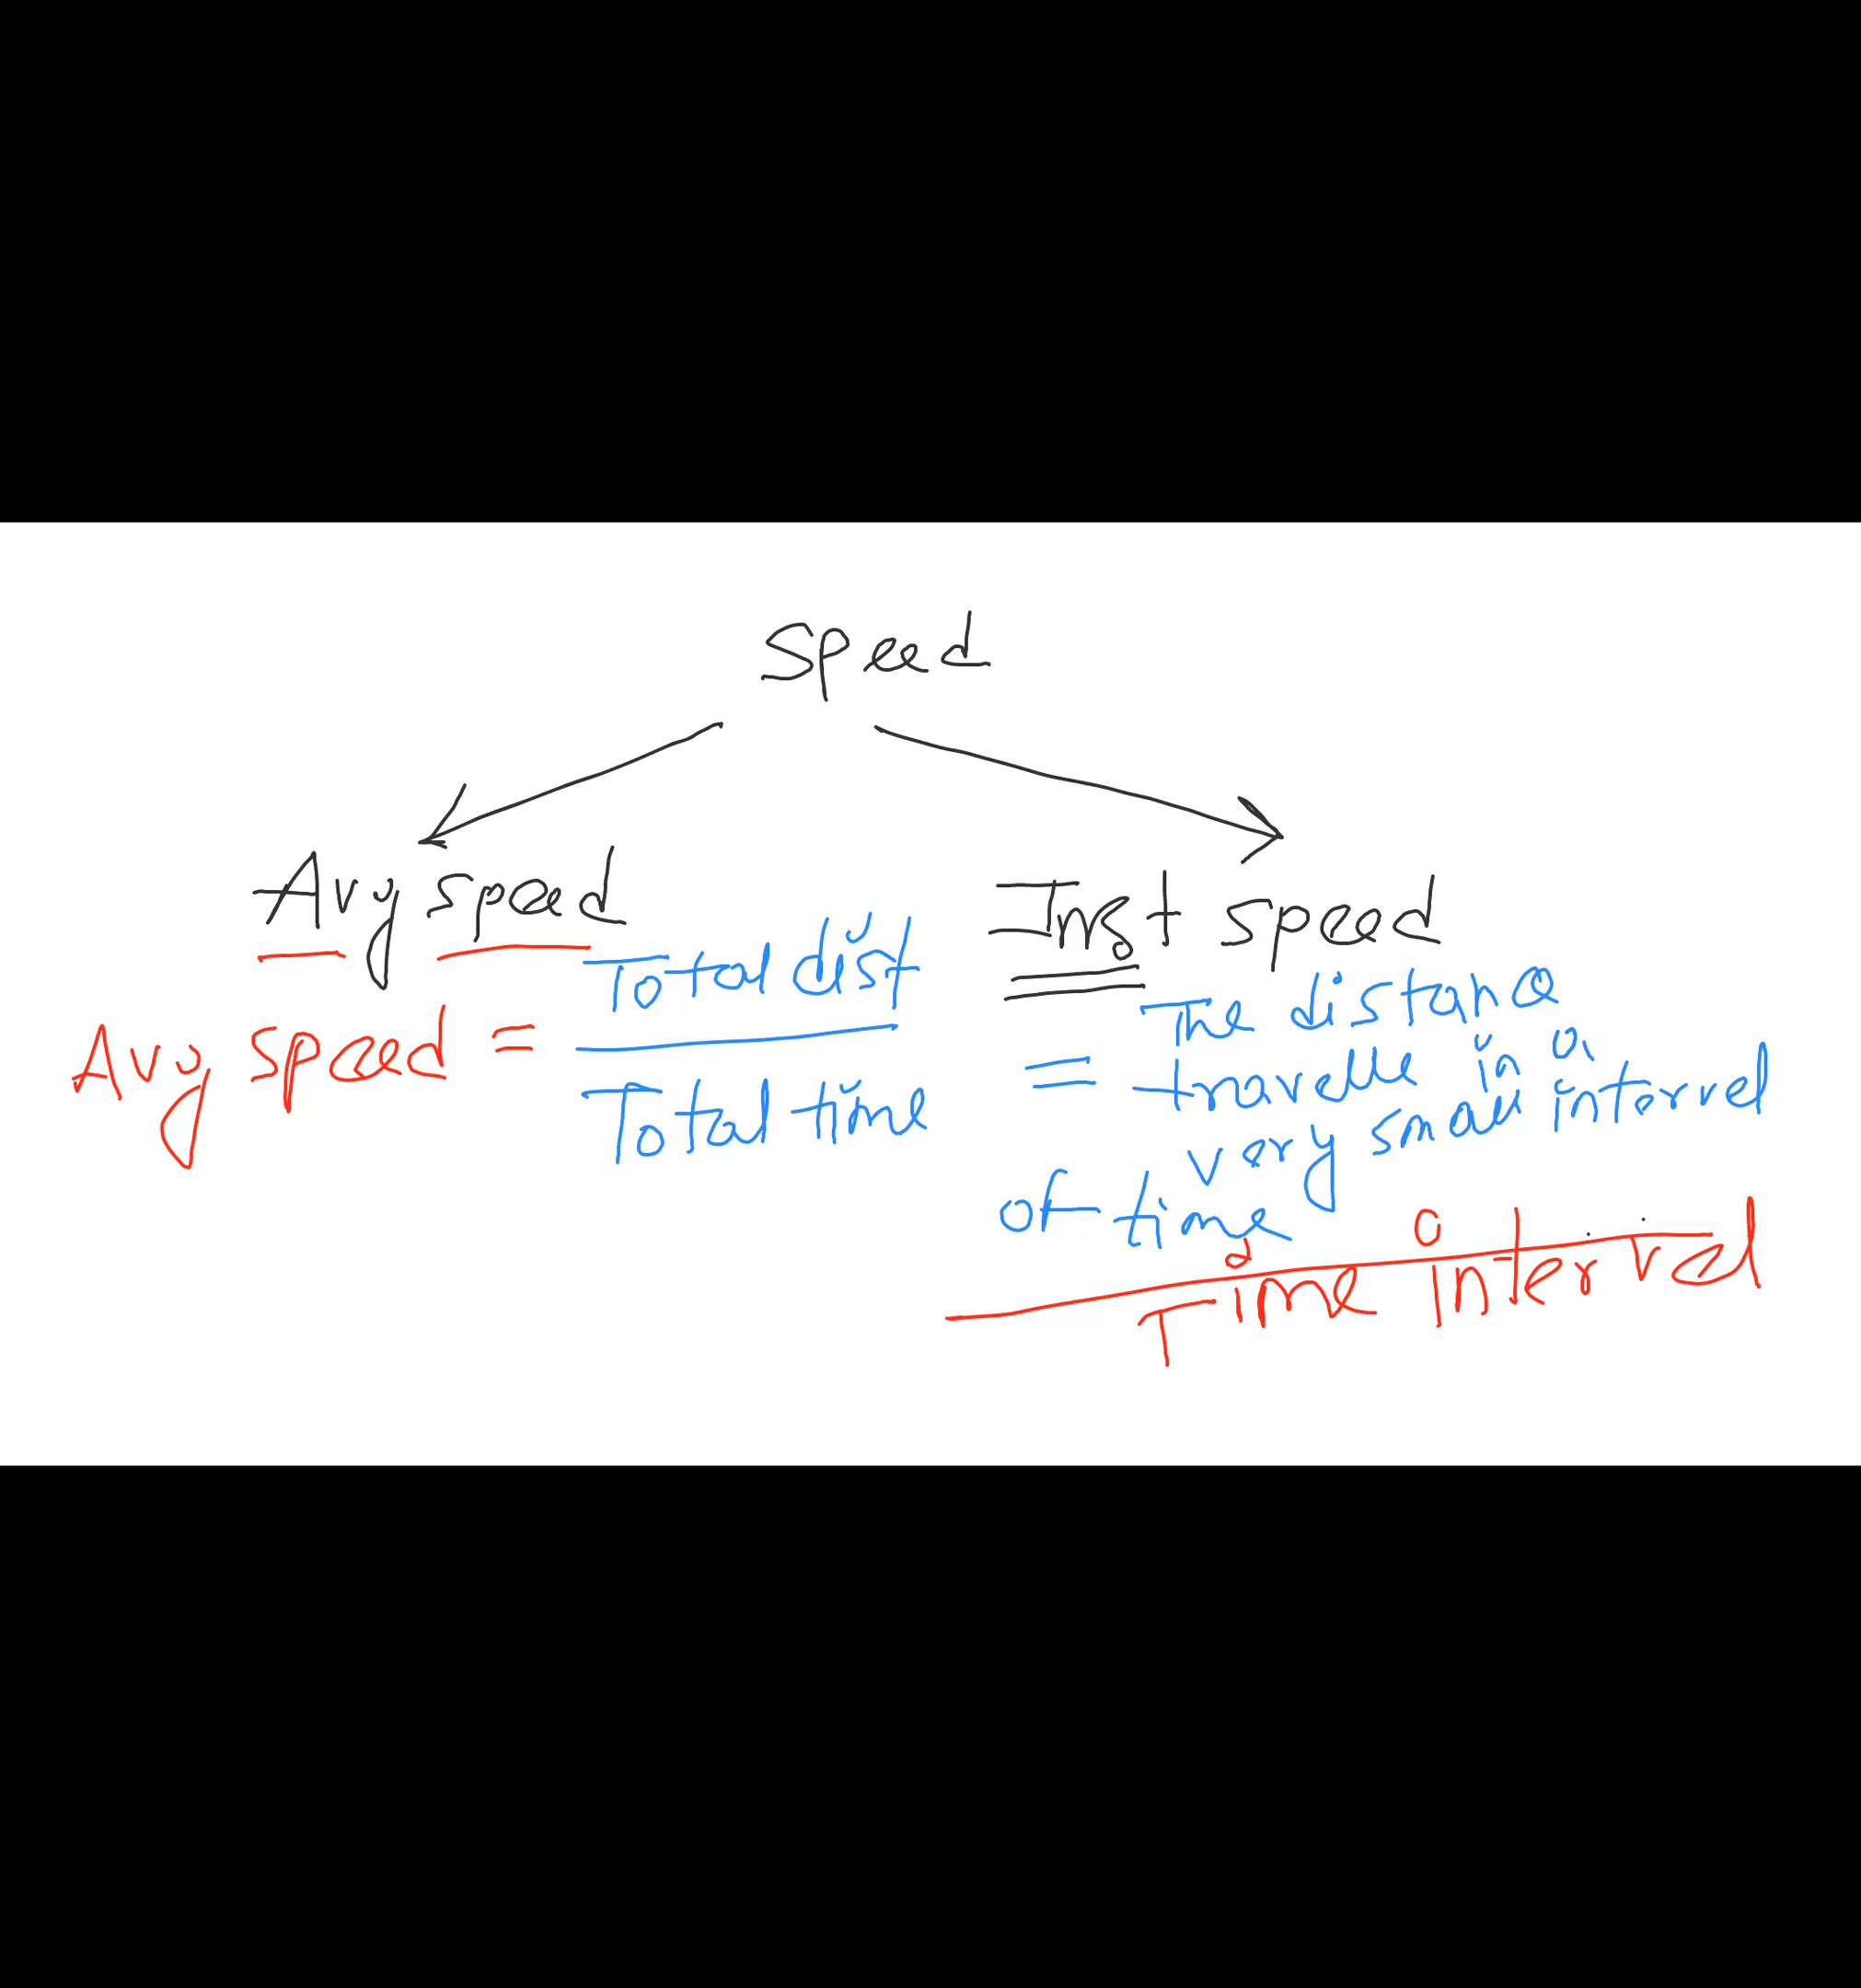 Speed
Avg speed
Inst speed
Avg speed = Total dist
Total time
= The distance
travelled in a
very small interval
of time
Time interval